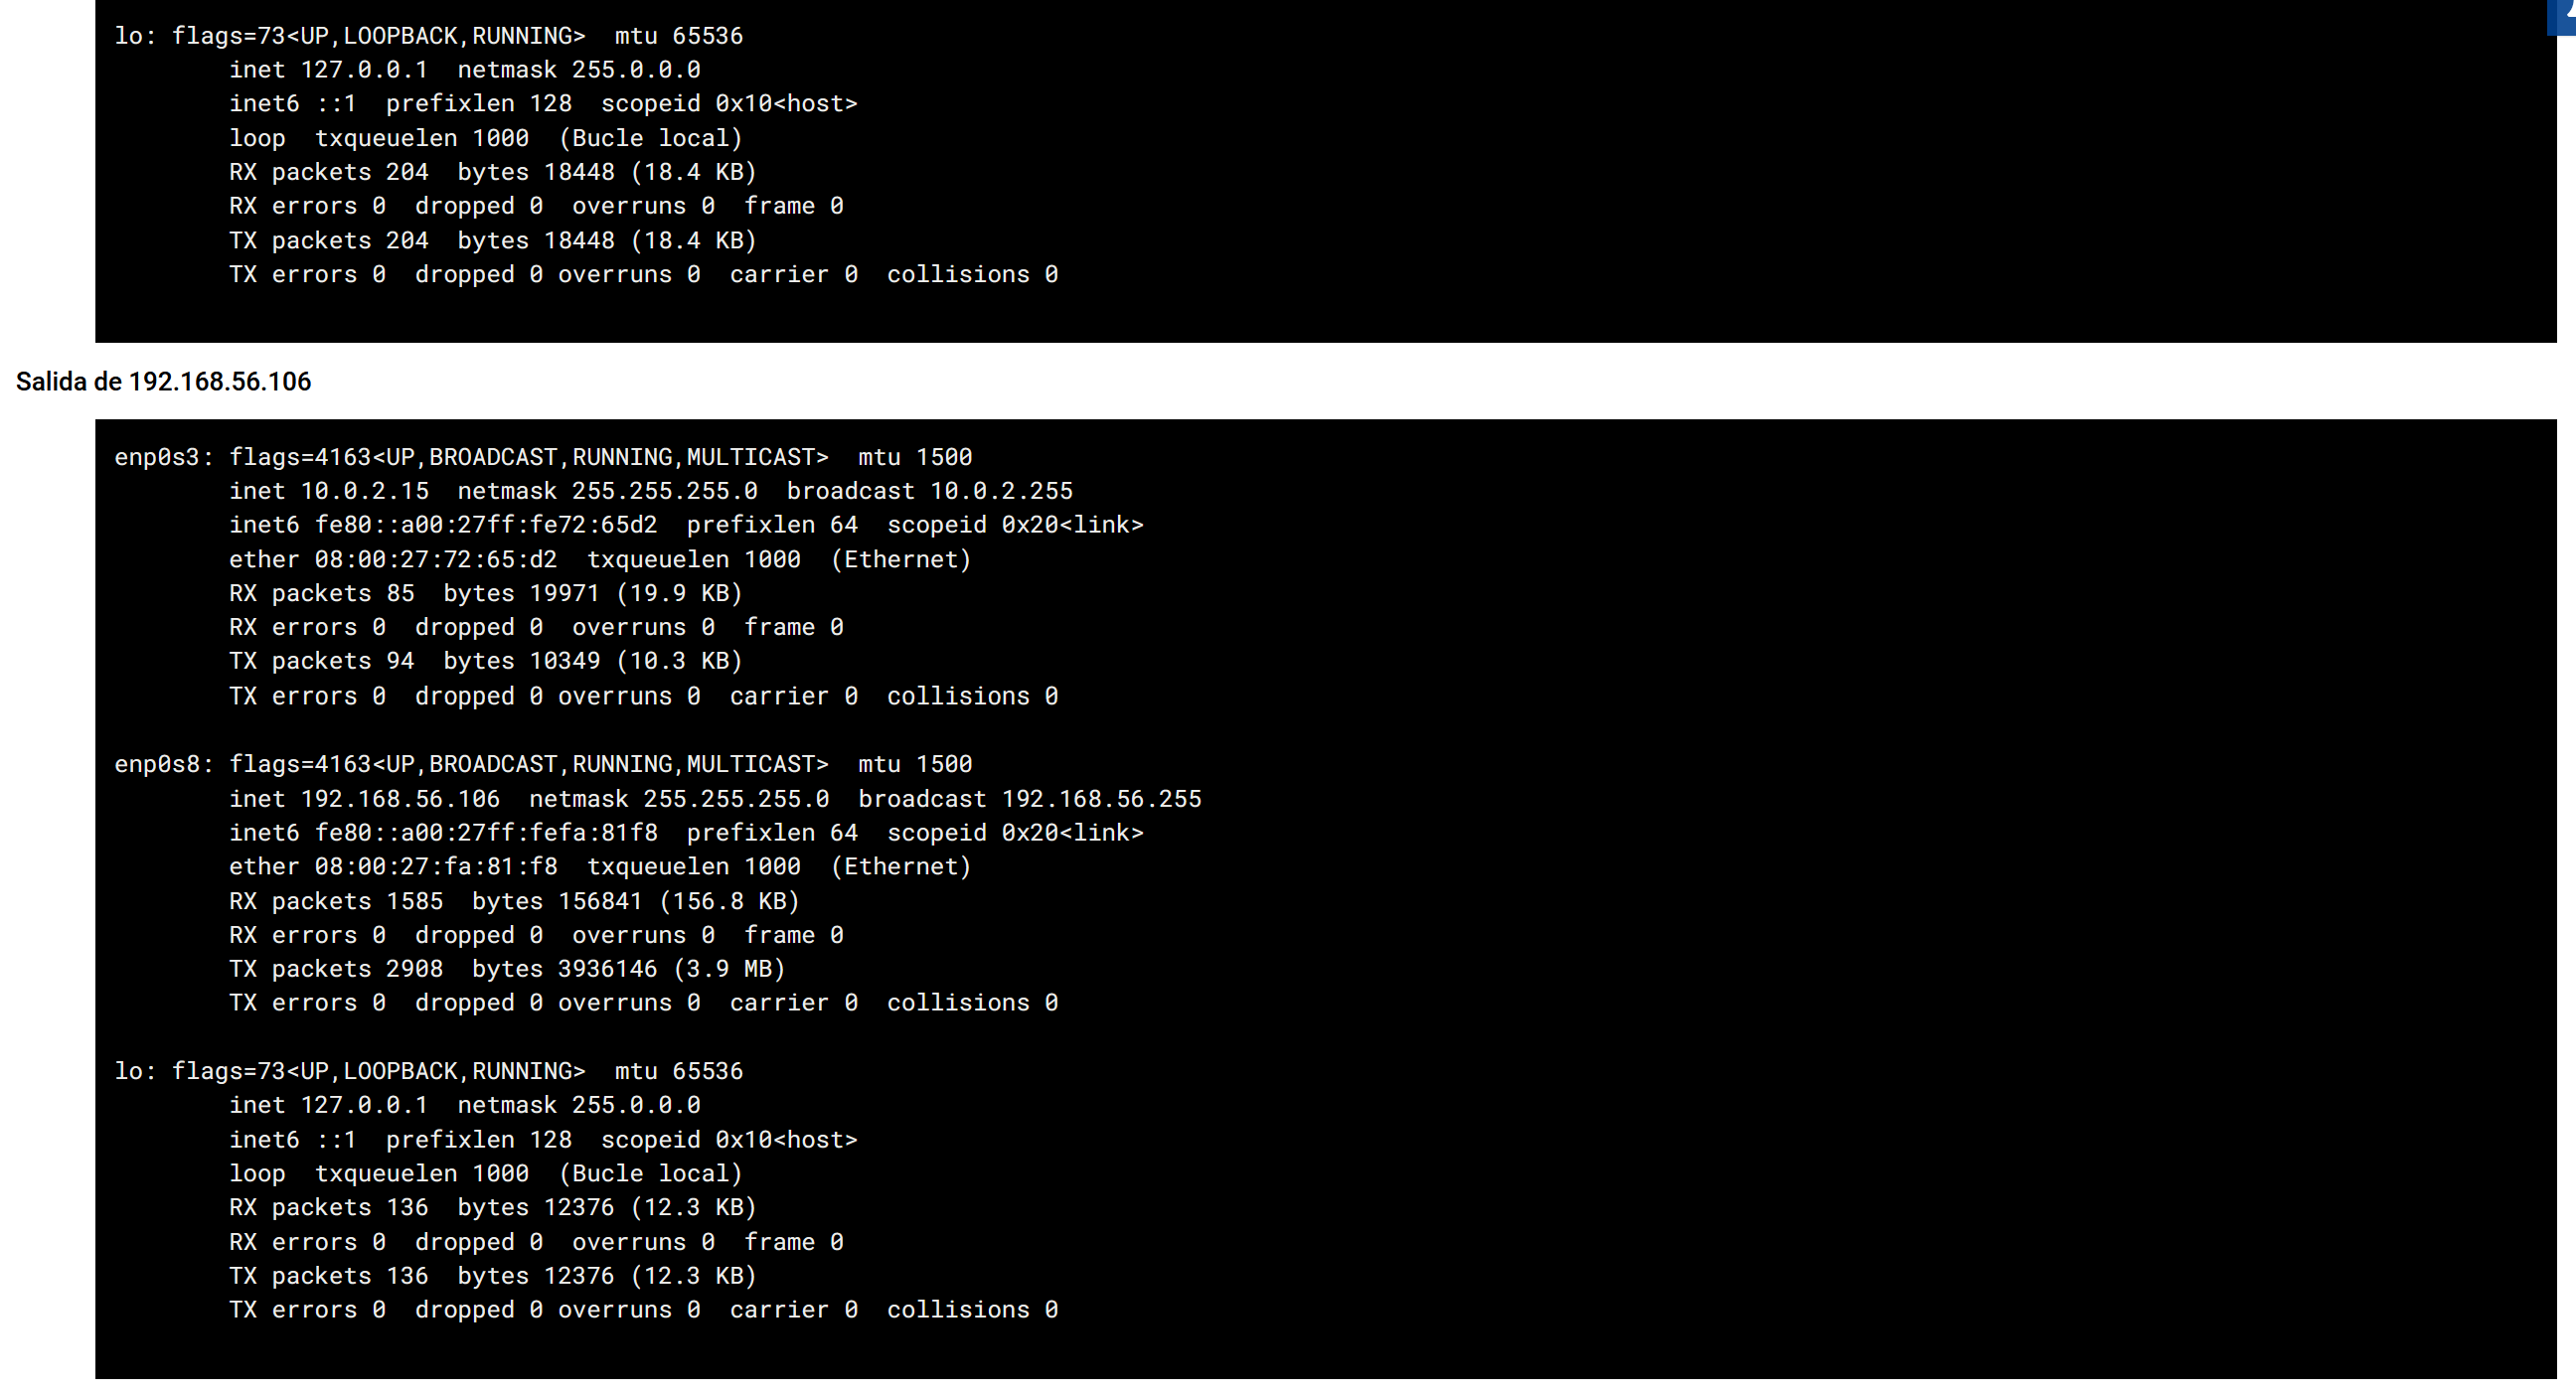 lo: flags=73<UP,LOOPBACK,RUNNING>  mtu 65536
        inet 127.0.0.1  netmask 255.0.0.0
        inet6 ::1  prefixlen 128  scopeid 0x10<host>
        loop  txqueuelen 1000  (Bucle local)
        RX packets 204  bytes 18448 (18.4 KB)
        RX errors 0  dropped 0  overruns 0  frame 0
        TX packets 204  bytes 18448 (18.4 KB)
        TX errors 0  dropped 0 overruns 0  carrier 0  collisions 0
Salida de 192.168.56.106
enp0s3: flags=4163<UP,BROADCAST,RUNNING,MULTICAST>  mtu 1500
        inet 10.0.2.15  netmask 255.255.255.0  broadcast 10.0.2.255
        inet6 fe80::a00:27ff:fe72:65d2  prefixlen 64  scopeid 0x20<link>
        ether 08:00:27:72:65:d2  txqueuelen 1000  (Ethernet)
        RX packets 85  bytes 19971 (19.9 KB)
        RX errors 0  dropped 0  overruns 0  frame 0
        TX packets 94  bytes 10349 (10.3 KB)
        TX errors 0  dropped 0 overruns 0  carrier 0  collisions 0
enp0s8: flags=4163<UP,BROADCAST,RUNNING,MULTICAST>  mtu 1500
        inet 192.168.56.106  netmask 255.255.255.0  broadcast 192.168.56.255
        inet6 fe80::a00:27ff:fefa:81f8  prefixlen 64  scopeid 0x20<link>
        ether 08:00:27:fa:81:f8  txqueuelen 1000  (Ethernet)
        RX packets 1585  bytes 156841 (156.8 KB)
        RX errors 0  dropped 0  overruns 0  frame 0
        TX packets 2908  bytes 3936146 (3.9 MB)
        TX errors 0  dropped 0 overruns 0  carrier 0  collisions 0
lo: flags=73<UP,LOOPBACK,RUNNING>  mtu 65536
        inet 127.0.0.1  netmask 255.0.0.0
        inet6 ::1  prefixlen 128  scopeid 0x10<host>
        loop  txqueuelen 1000  (Bucle local)
        RX packets 136  bytes 12376 (12.3 KB)
        RX errors 0  dropped 0  overruns 0  frame 0
        TX packets 136  bytes 12376 (12.3 KB)
        TX errors 0  dropped 0 overruns 0  carrier 0  collisions 0